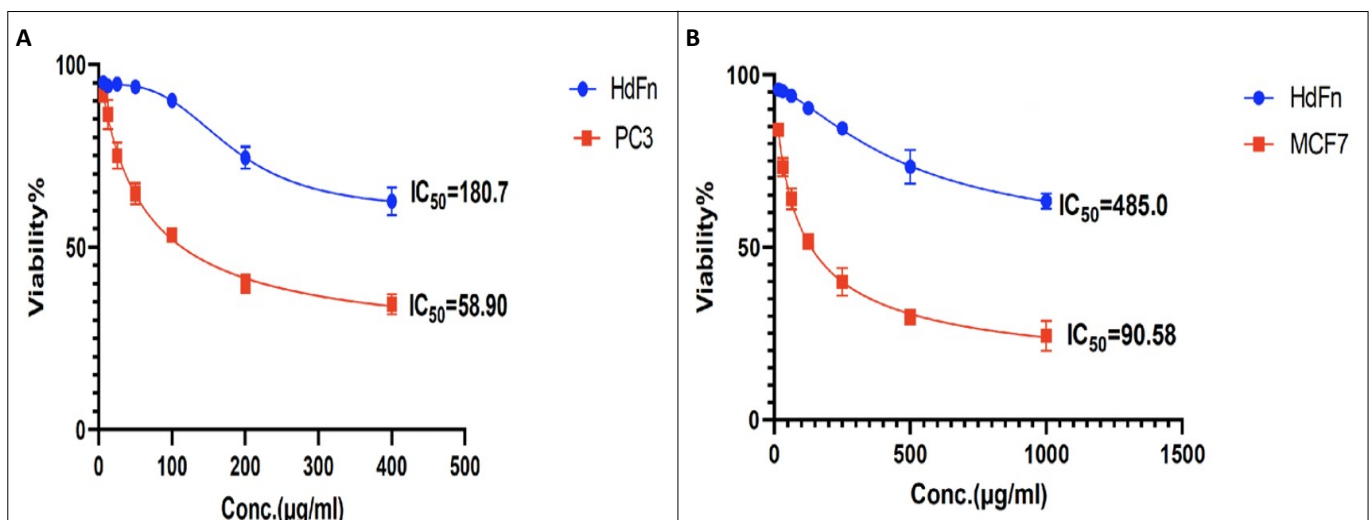 A
100
50
0
Viability%
0 100 200 300 400 500
Conc.(µg/ml)
HdFn
PC3
IC50=180.7
IC50=58.90
B
100
50
0
Viability%
0 500 1000 1500
Conc.(µg/ml)
HdFn
MCF7
IC50=485.0
IC50=90.58